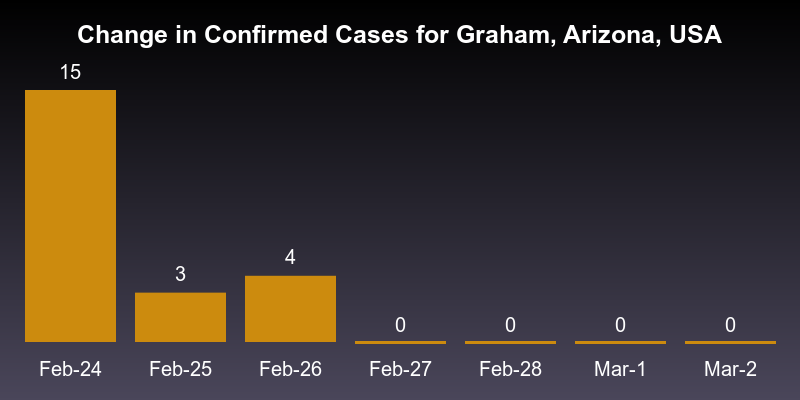 Change in Confirmed Cases for Graham, Arizona, USA
15
3
4
0
0
0
0
Feb-24
Feb-25
Feb-26
Feb-27
Feb-28
Mar-1
Mar-2